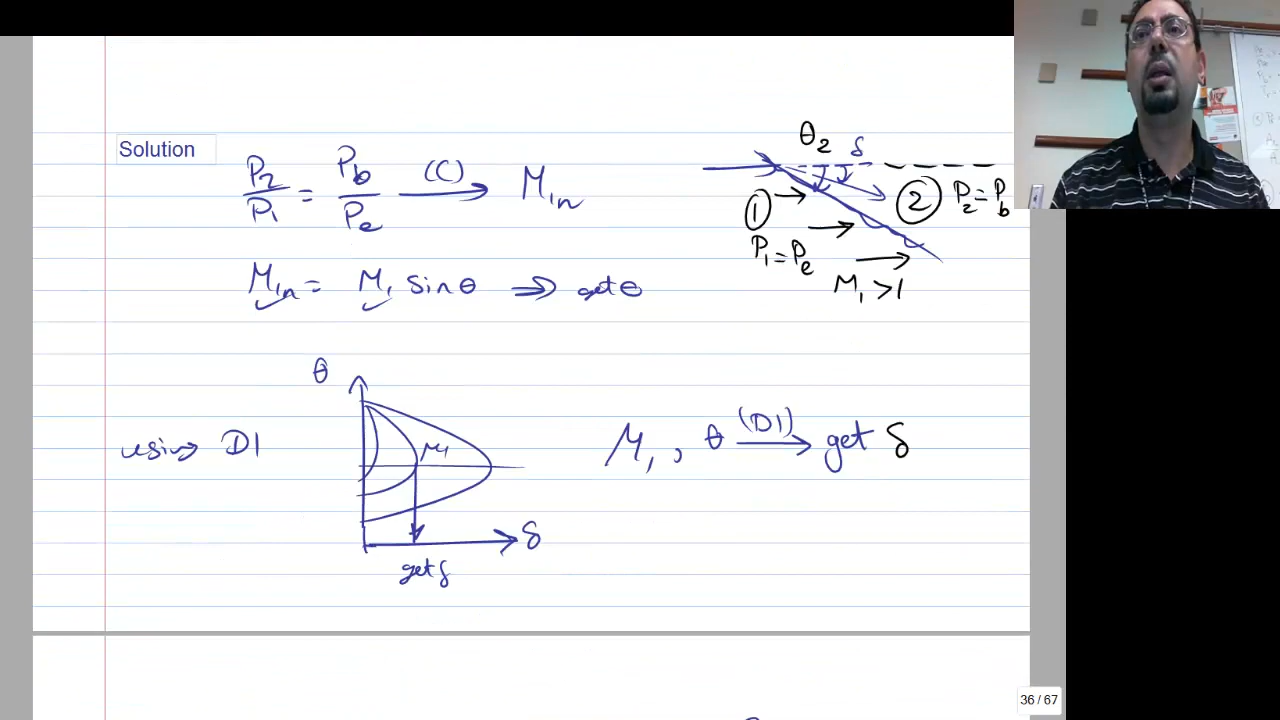 Solution
P2/P1 = Pb/Pe (C) → M1n
M1n = M1 sinθ ⇒ get θ
θ2 δ
① ② P2=Pb
P1=Pe
M1 >1
θ
using D1
M1
M1, θ (D1) → get δ
δ
get δ
36 / 67